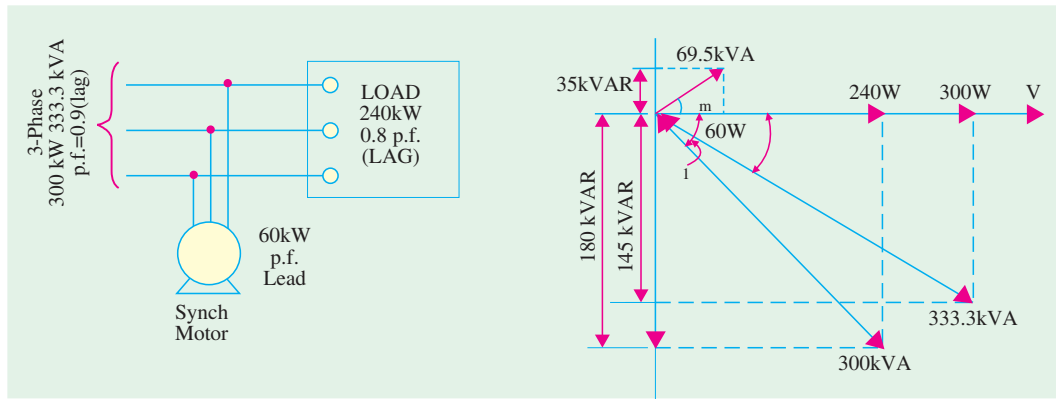 3-Phase
300 kW 333.3 kVA
p.f.=0.9(lag)
LOAD
240kW
0.8 p.f.
(LAG)
60kW
p.f.
Lead
Synch
Motor
69.5kVA
35kVAR
m
240W
300W
V
60W
l
180 kVAR
145 kVAR
333.3kVA
300kVA